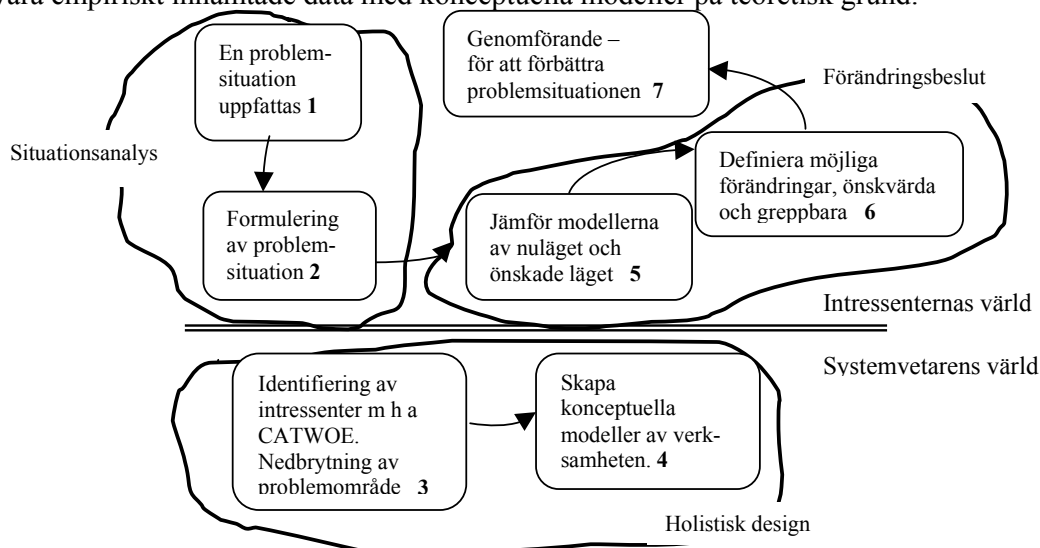 vara empiriskt inhämtade data med konceptuella modeller på teoretisk grund.
En problem-
situation
uppfattas 1
Genomförande –
för att förbättra
problemsituationen 7
Förändringsbeslut
Situationsanalys
Definiera möjliga
förändringar, önskvärda
och greppbara 6
Formulering
av problem-
situation 2
Jämför modellerna
av nuläget och
önskade läget 5
Intressenternas värld
Systemvetarens värld
Identifiering av
intressenter m h a
CATWOE.
Nedbrytning av
problemområde 3
Skapa
konceptuella
modeller av verk-
samheten. 4
Holistisk design